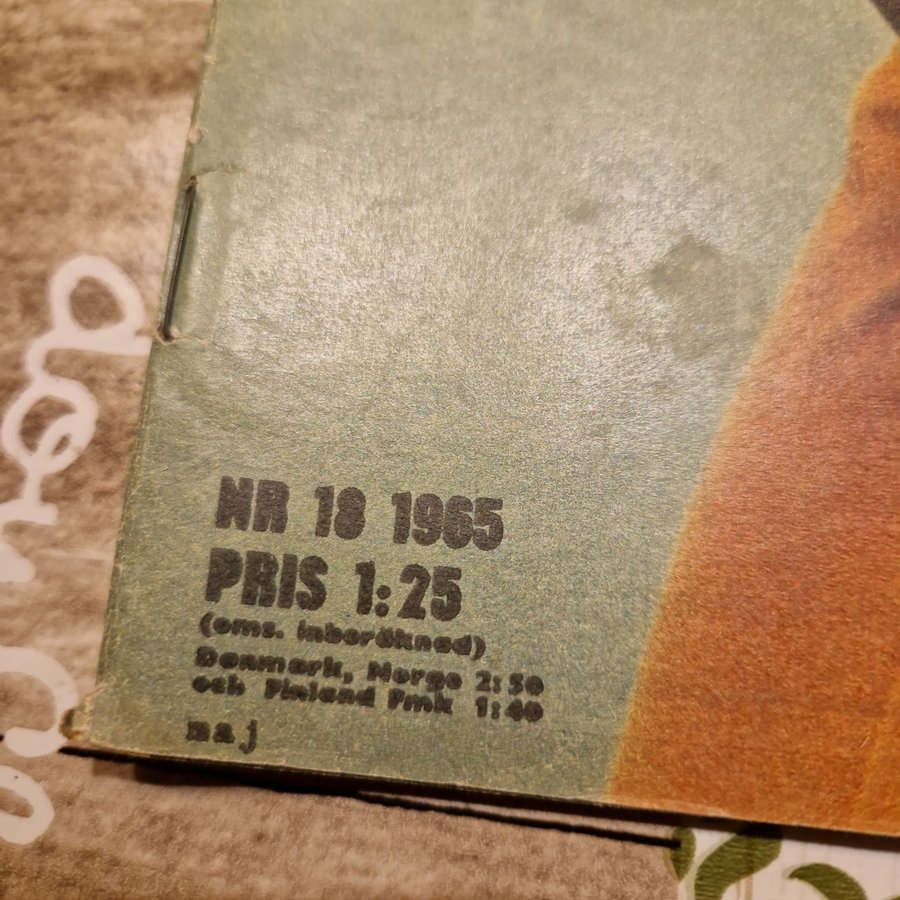 NR 18 1965
PRIS 1:25
(oms. inberäknad)
Danmark, Norge 2:50
och Finland Fmk 1:40
maj